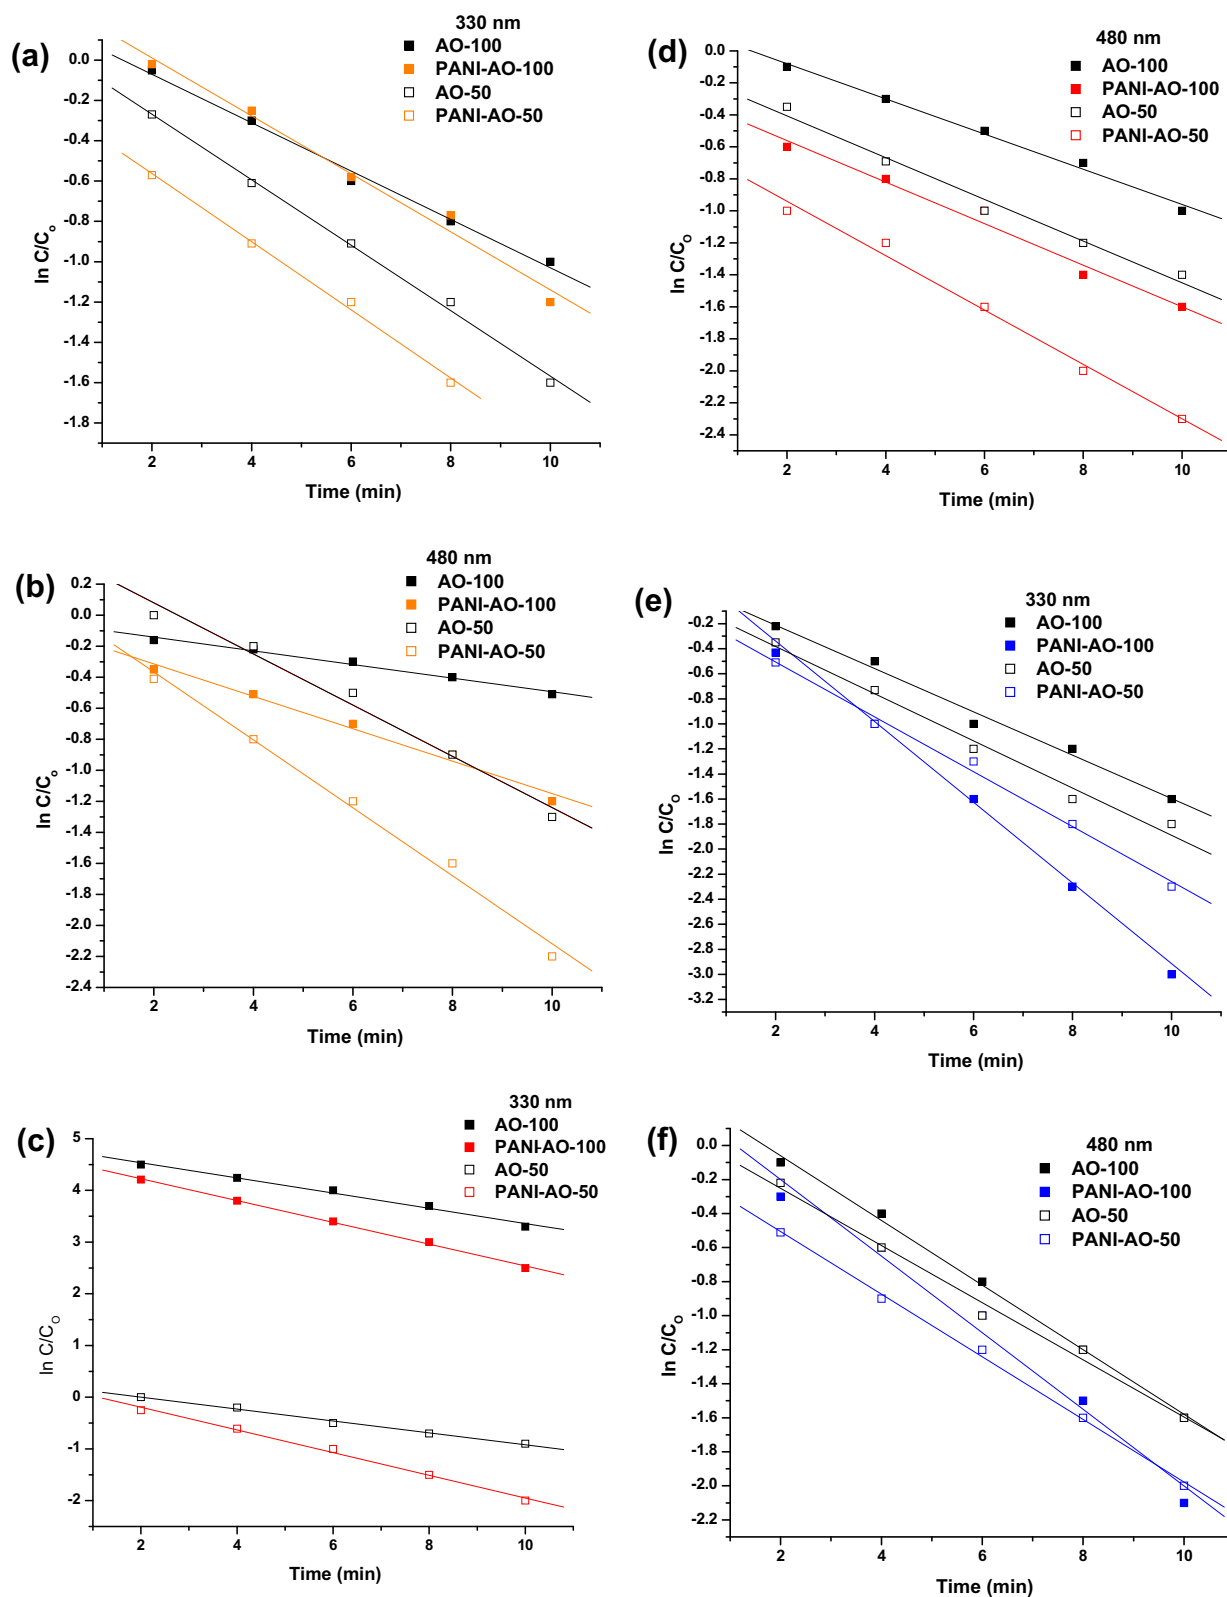 (a)
330 nm
AO-100
PANI-AO-100
AO-50
PANI-AO-50
0.0
-0.2
-0.4
-0.6
-0.8
-1.0
-1.2
-1.4
-1.6
-1.8
ln C/Co
2 4 6 8 10
Time (min)
(d)
480 nm
AO-100
PANI-AO-100
AO-50
PANI-AO-50
0.0
-0.2
-0.4
-0.6
-0.8
-1.0
-1.2
-1.4
-1.6
-1.8
-2.0
-2.2
-2.4
ln C/CO
2 4 6 8 10
Time (min)
(b)
480 nm
AO-100
PANI-AO-100
AO-50
PANI-AO-50
0.2
0.0
-0.2
-0.4
-0.6
-0.8
-1.0
-1.2
-1.4
-1.6
-1.8
-2.0
-2.2
-2.4
ln C/Co
2 4 6 8 10
Time (min)
(e)
330 nm
AO-100
PANI-AO-100
AO-50
PANI-AO-50
-0.2
-0.4
-0.6
-0.8
-1.0
-1.2
-1.4
-1.6
-1.8
-2.0
-2.2
-2.4
-2.6
-2.8
-3.0
-3.2
ln C/CO
2 4 6 8 10
Time (min)
(c)
330 nm
AO-100
PANI-AO-100
AO-50
PANI-AO-50
5
4
3
2
1
0
-1
-2
ln C/CO
2 4 6 8 10
Time (min)
(f)
480 nm
AO-100
PANI-AO-100
AO-50
PANI-AO-50
0.0
-0.2
-0.4
-0.6
-0.8
-1.0
-1.2
-1.4
-1.6
-1.8
-2.0
-2.2
ln C/CO
2 4 6 8 10
Time (min)